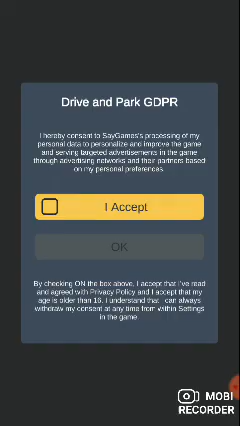 Drive and Park GDPR
I hereby consent to SayGames's processing of my
personal data to personalize and improve the game
and serving targeted advertisements in the game
through advertising networks and their partners based
on my personal preferences.
I Accept
OK
By checking ON the box above, I accept that I've read
and agreed with Privacy Policy and I accept that my
age is older than 16. I understand that I can always
withdraw my consent at any time from within Settings
in the game.
MOBI
RECORDER